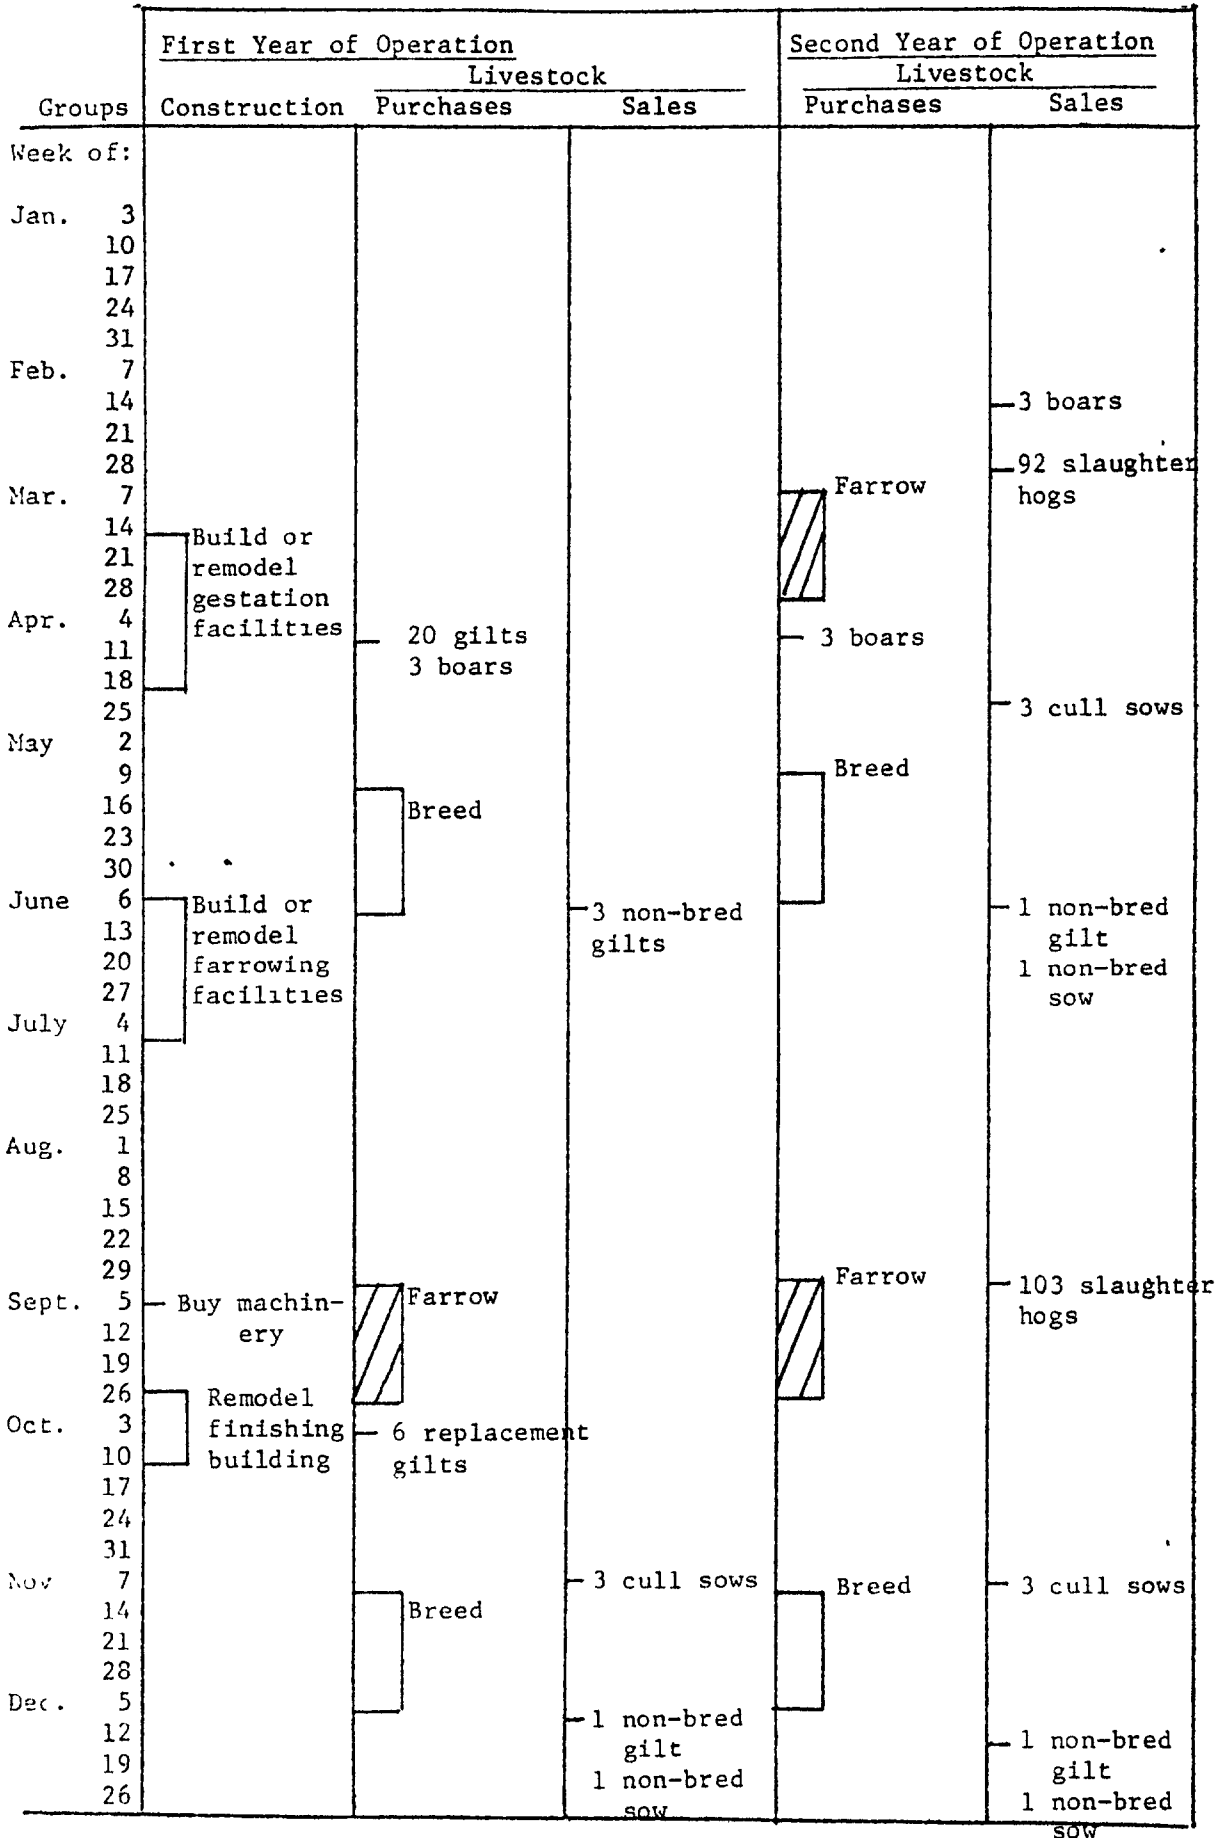 First Year of Operation
Second Year of Operation
Livestock
Livestock
Groups Construction Purchases Sales Purchases Sales
Week of:
Jan. 3
10
17
24
31
Feb. 7
14 3 boars
21
28 92 slaughter
Mar. 7 Farrow hogs
14 Build or
21 remodel
28 gestation
Apr. 4 facilities 20 gilts 3 boars
11 3 boars
18
25 3 cull sows
May 2
9 Breed
16 Breed
23
30
June 6 Build or 3 non-bred 1 non-bred
13 remodel gilts gilt
20 farrowing 1 non-bred
27 facilities sow
July 4
11
18
25
Aug. 1
8
15
22
29 Farrow 103 slaughter
Sept. 5 Buy machin- Farrow hogs
12 ery
19
26 Remodel
Oct. 3 finishing 6 replacement
10 building gilts
17
24
31
Nov 7 3 cull sows Breed 3 cull sows
14 Breed
21
28
Dec. 5
12 1 non-bred 1 non-bred
19 gilt gilt
26 1 non-bred 1 non-bred
sow sow